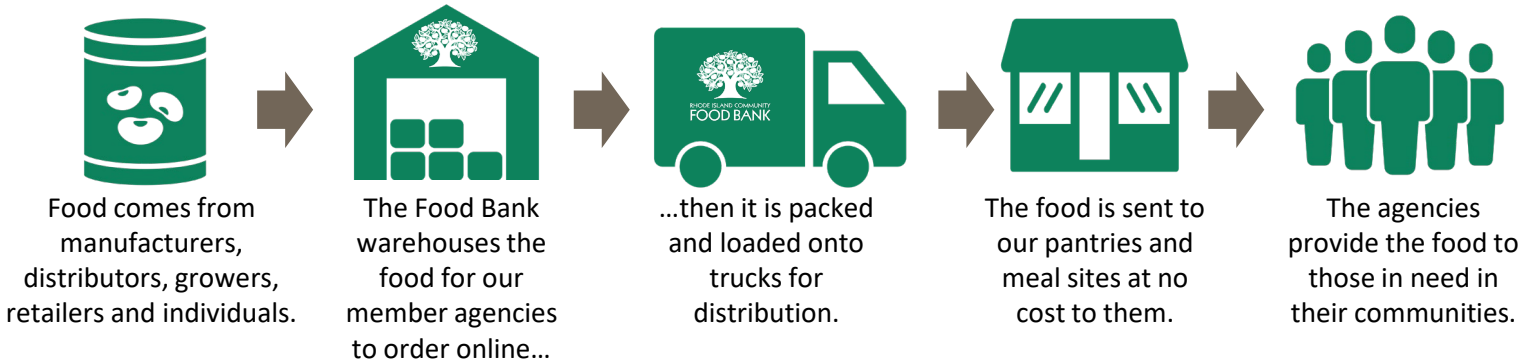 RHODE ISLAND COMMUNITY
FOOD BANK
Food comes from
manufacturers,
distributors, growers,
retailers and individuals.
The Food Bank
warehouses the
food for our
member agencies
to order online…
…then it is packed
and loaded onto
trucks for
distribution.
The food is sent to
our pantries and
meal sites at no
cost to them.
The agencies
provide the food to
those in need in
their communities.